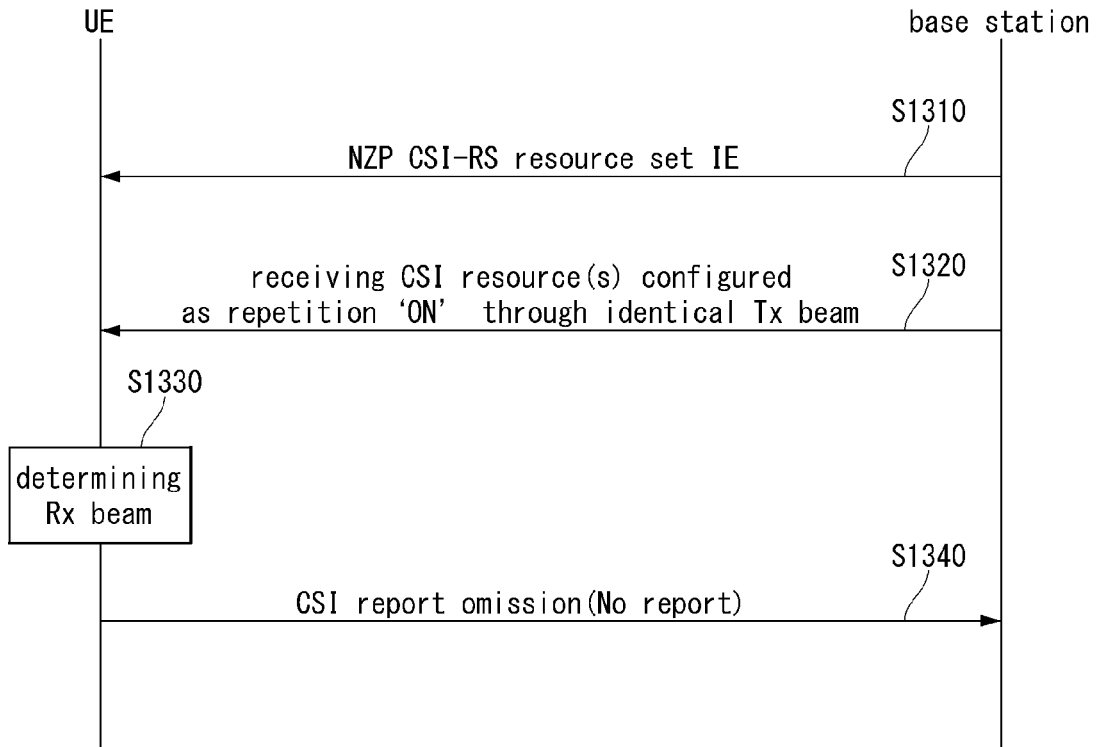 UE
base station
S1310
NZP CSI-RS resource set IE
S1320
receiving CSI resource(s) configured
as repetition ‘ON’ through identical Tx beam
S1330
determining
Rx beam
S1340
CSI report omission(No report)